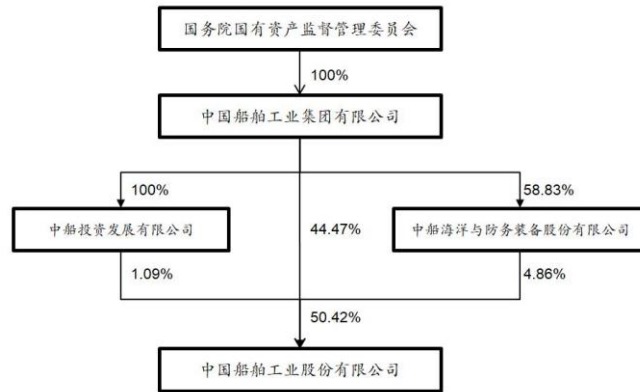 国务院国有资产监督管理委员会
100%
中国船舶工业集团有限公司
100%
58.83%
中船投资发展有限公司
44.47%
中船海洋与防务装备股份有限公司
1.09%
4.86%
50.42%
中国船舶工业股份有限公司